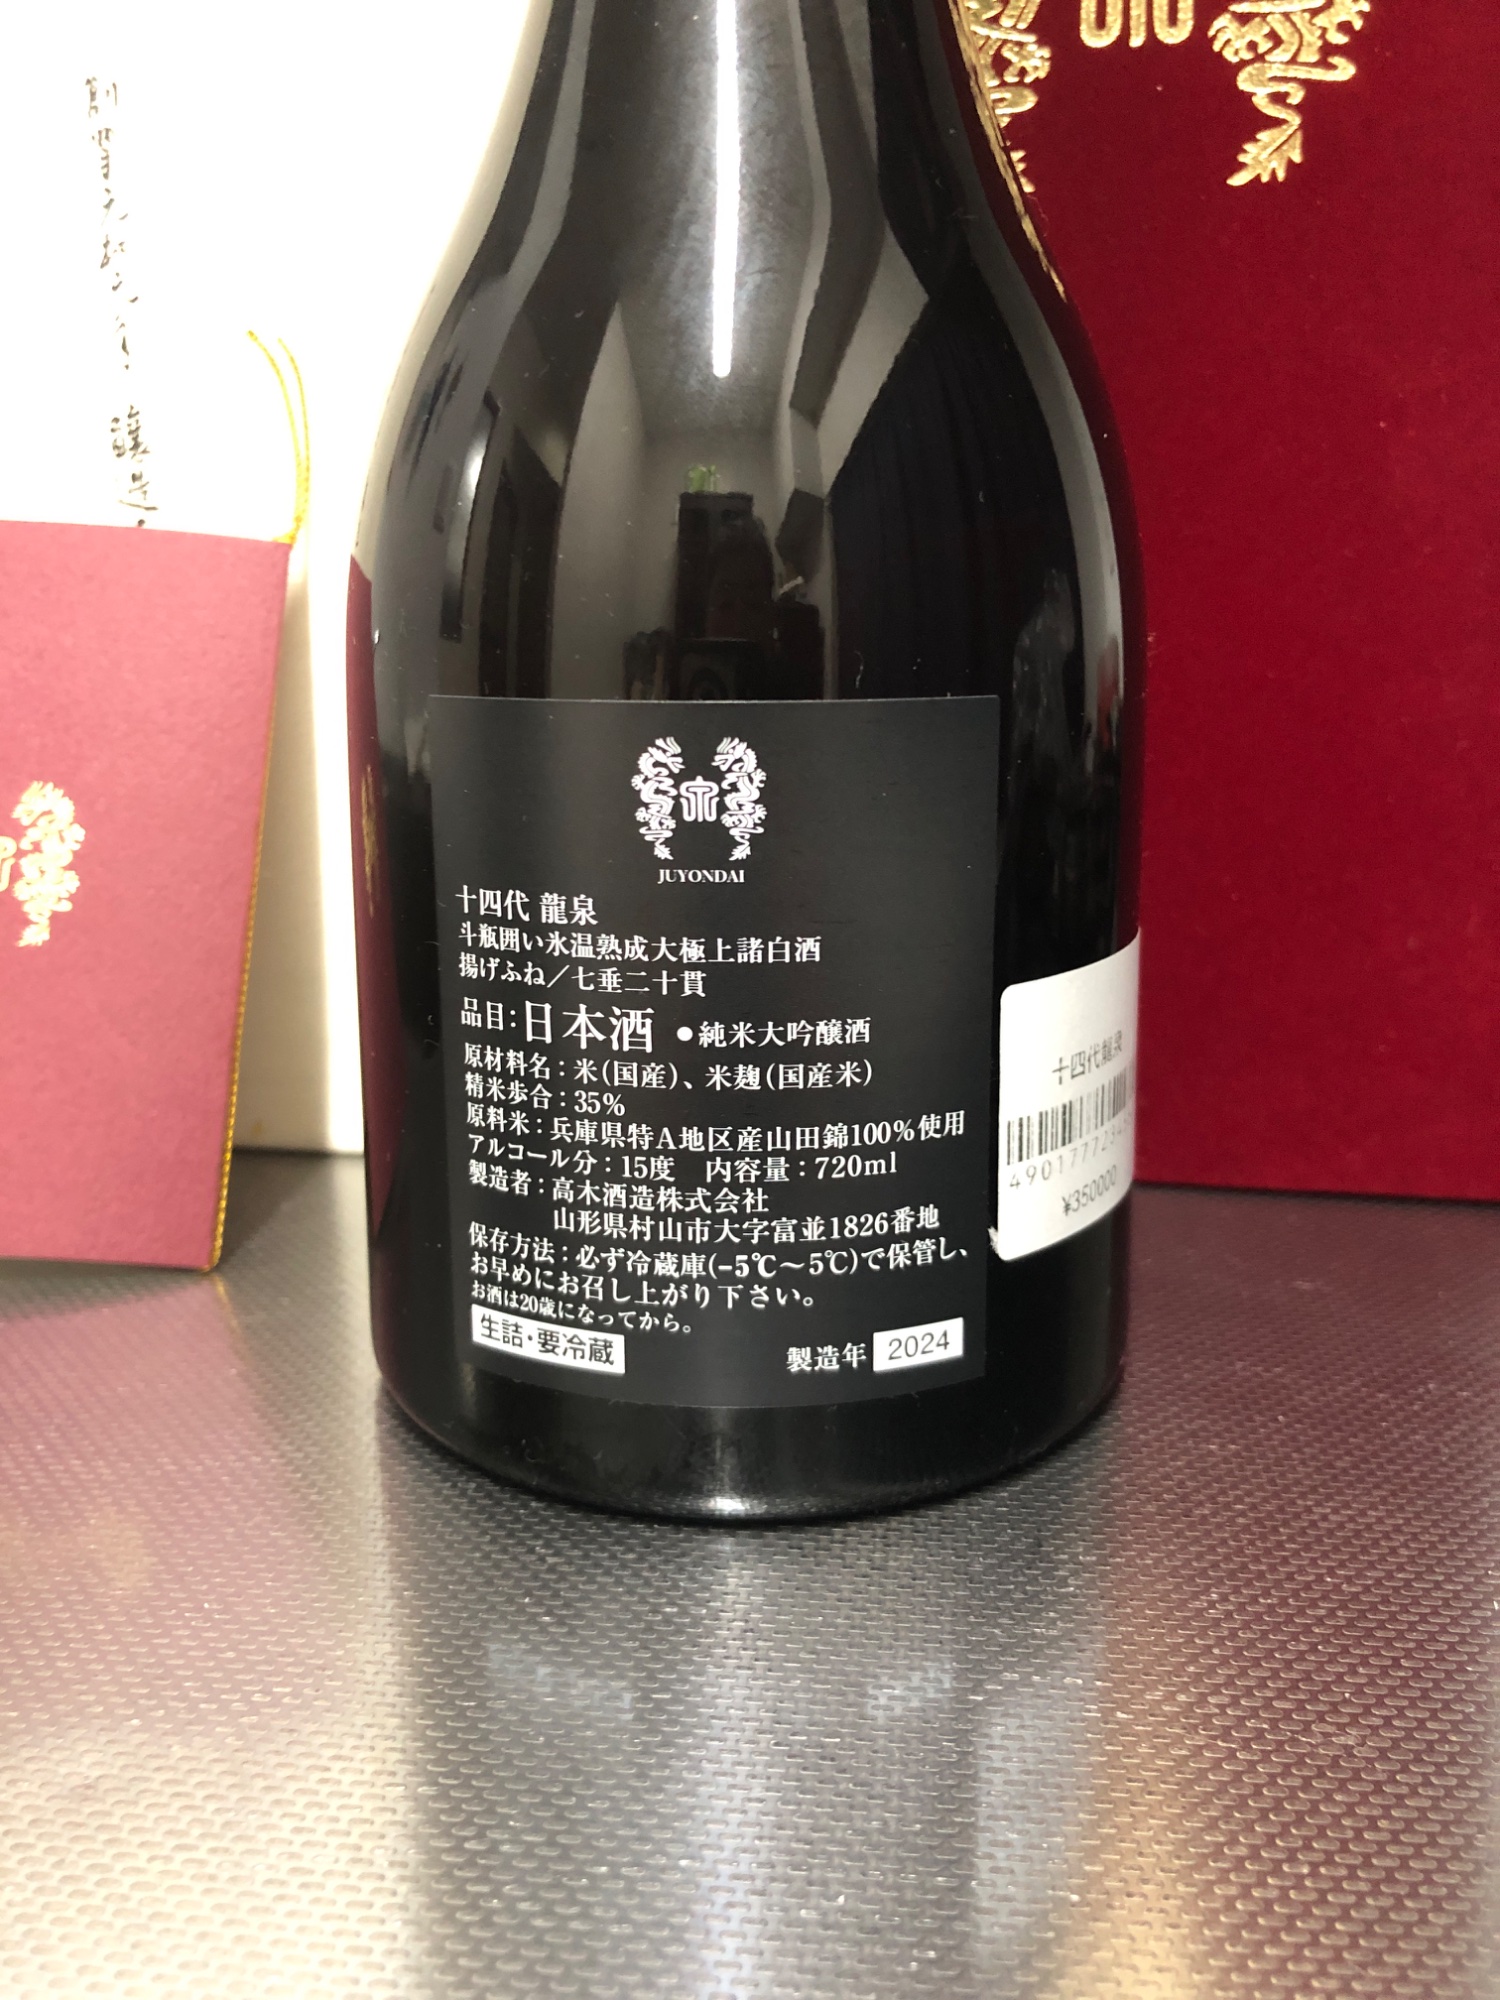 創業元和元年、醸造。
JUYONDAI
十四代 龍泉
斗瓶囲い氷温熟成大極上諸白酒
揚げふね／七垂二十貫
品目：日本酒 ●純米大吟醸酒
原材料名：米（国産）、米麹（国産米）
精米歩合：35%
原料米：兵庫県特A地区産山田錦100%使用
アルコール分：15度　内容量：720ml
製造者：高木酒造株式会社
山形県村山市大字富並1826番地
保存方法：必ず冷蔵庫(-5℃〜5℃)で保管し、
お早めにお召し上がり下さい。
お酒は20歳になってから。
生詰・要冷蔵
製造年 2024
十四代龍泉
¥350000